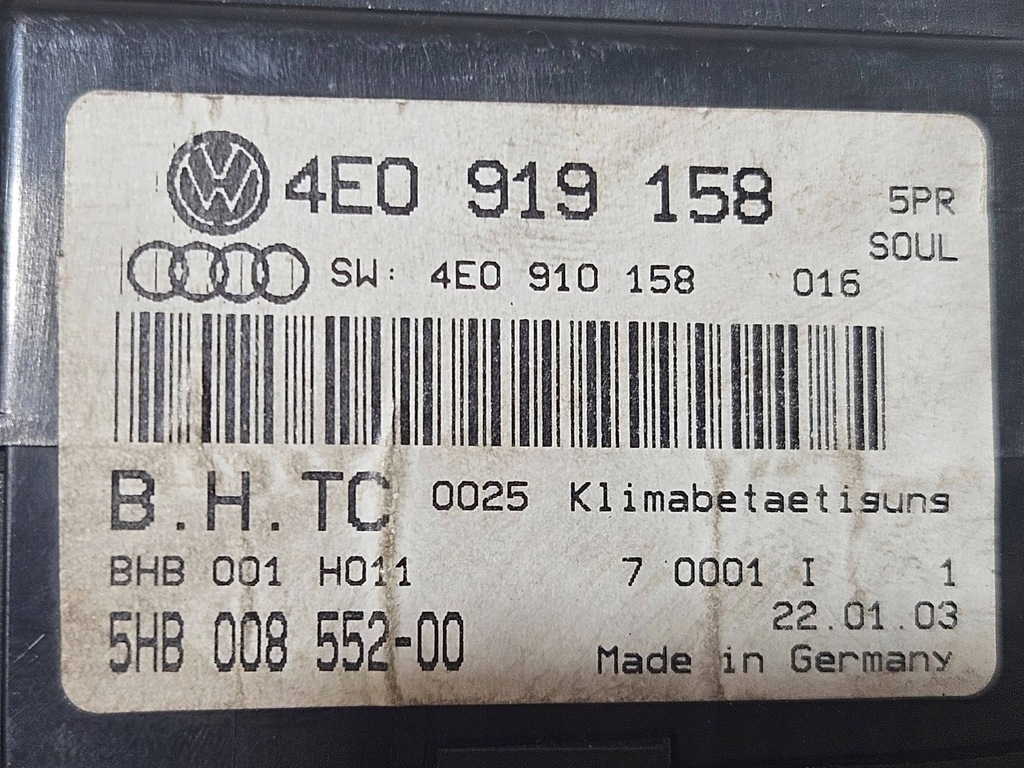 4E0 919 158
5PR
SOUL
SW: 4E0 910 158 016
B.H.TC 0025 Klimabetaetigung
BHB 001 H011 7 0001 I 1
22.01.03
5HB 008 552-00
Made in Germany